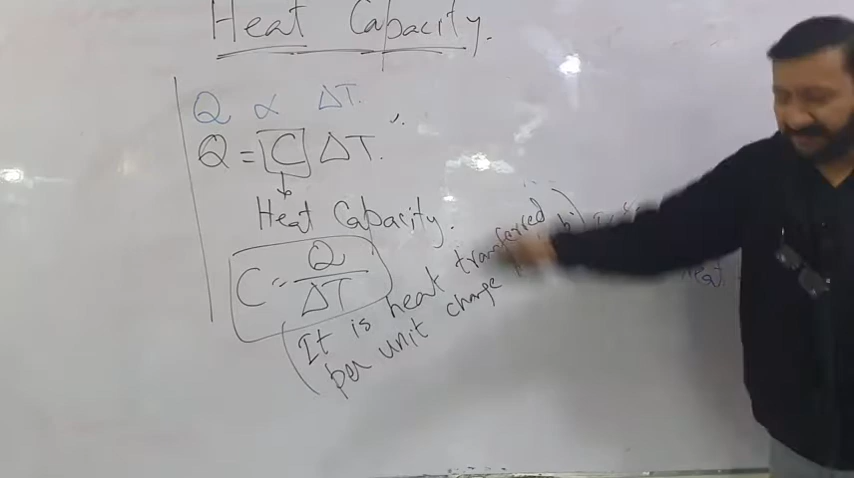 Heat Capacity.
Q ∝ ΔT.
Q = C ΔT.
Heat Capacity.
C = Q / ΔT
(It is heat transferred
per unit change